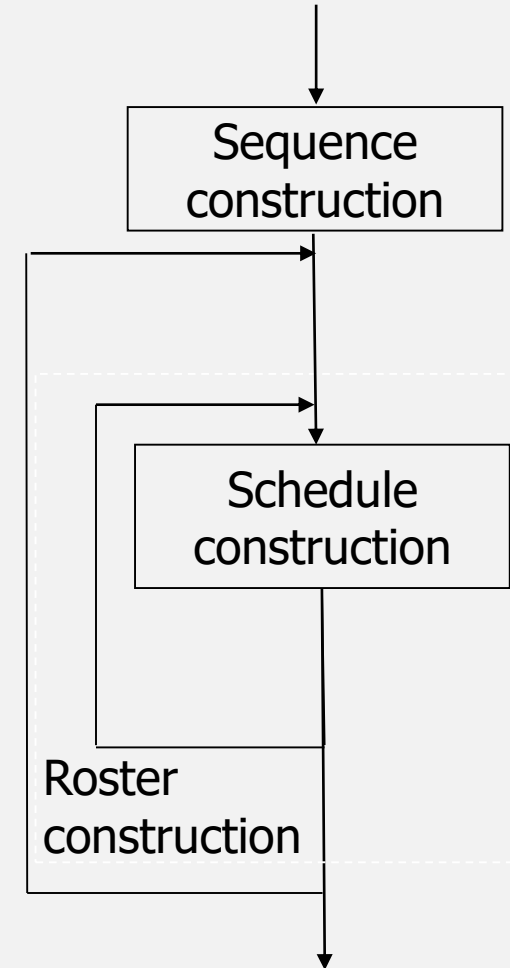 Sequence
construction
Schedule
construction
Roster
construction